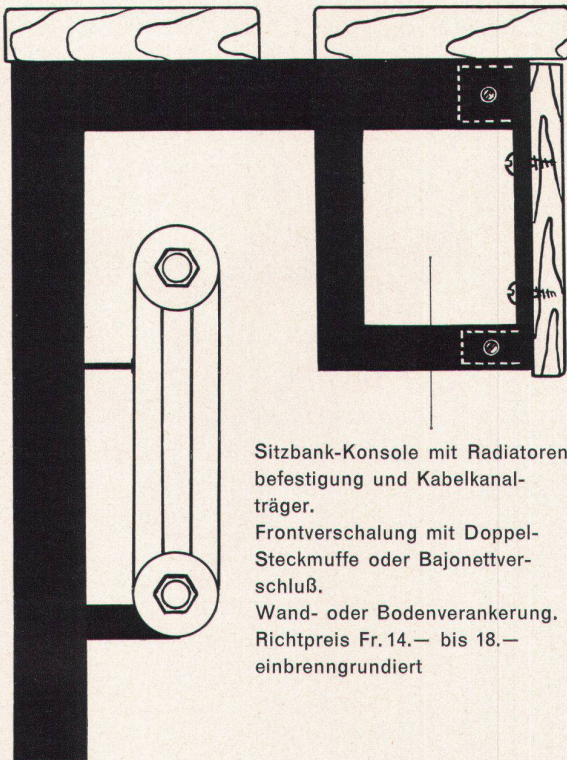 Sitzbank-Konsole mit Radiatoren
befestigung und Kabelkanal-
träger.
Frontverschalung mit Doppel-
Steckmuffe oder Bajonettver-
schluß.
Wand- oder Bodenverankerung.
Richtpreis Fr. 14.— bis 18.—
einbrenngrundiert